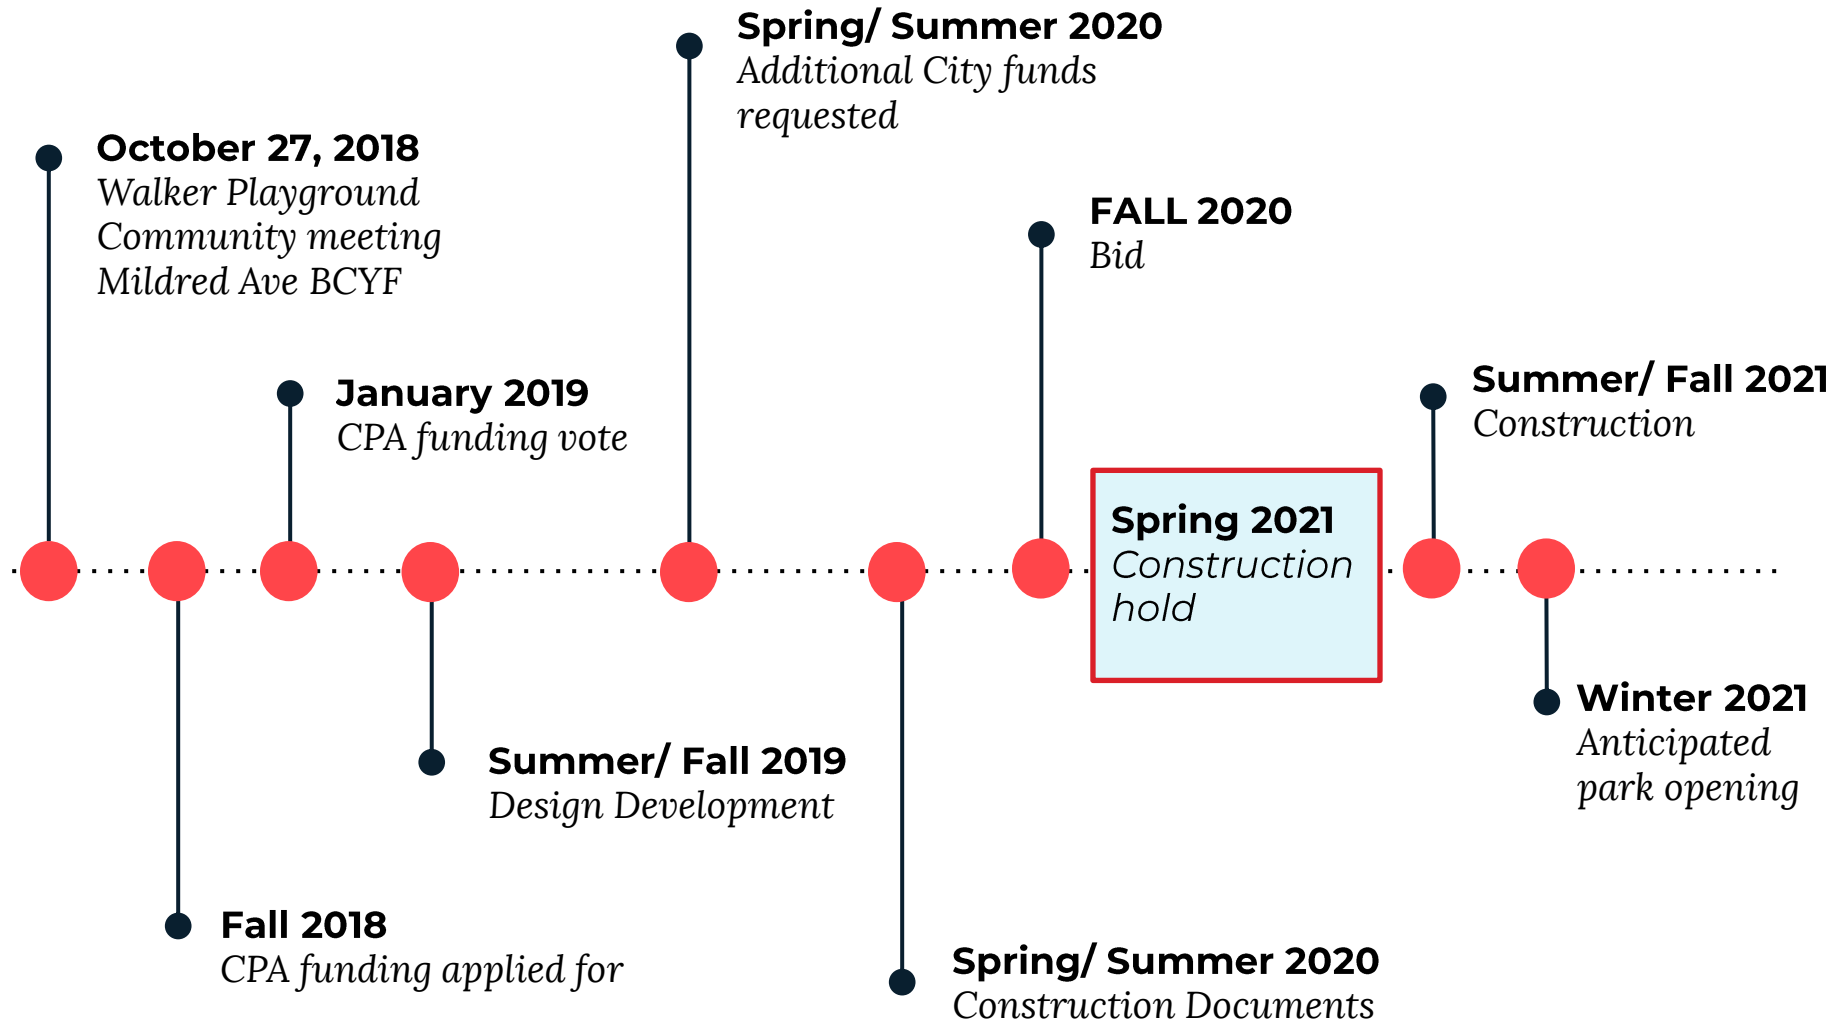 October 27, 2018
Walker Playground
Community meeting
Mildred Ave BCYF
Fall 2018
CPA funding applied for
January 2019
CPA funding vote
Summer/ Fall 2019
Design Development
Spring/ Summer 2020
Additional City funds
requested
Spring/ Summer 2020
Construction Documents
FALL 2020
Bid
Spring 2021
Construction
hold
Summer/ Fall 2021
Construction
Winter 2021
Anticipated
park opening